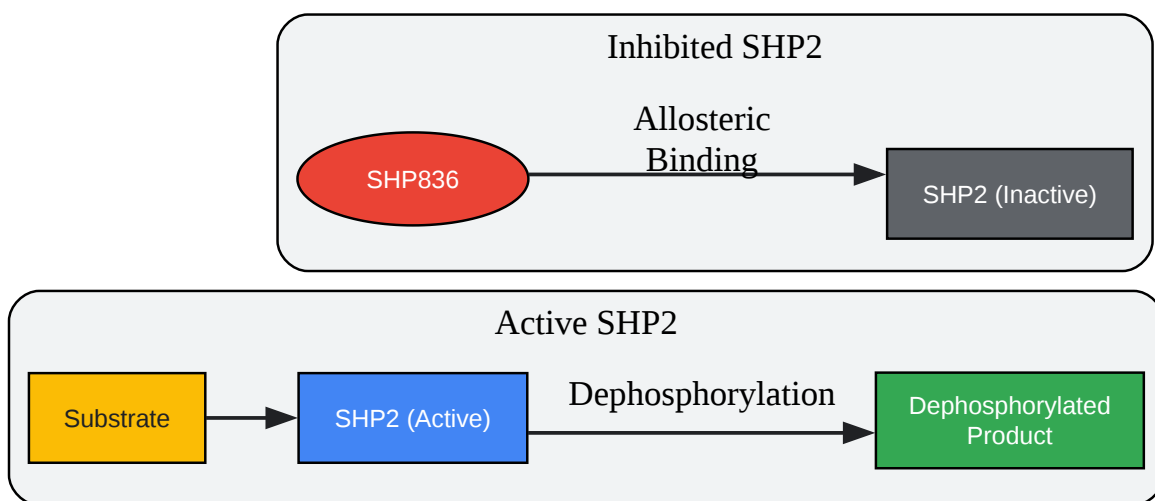 Inhibited SHP2
Allosteric
Binding
SHP836
SHP2 (Inactive)
Active SHP2
Substrate
SHP2 (Active)
Dephosphorylation
Dephosphorylated
Product